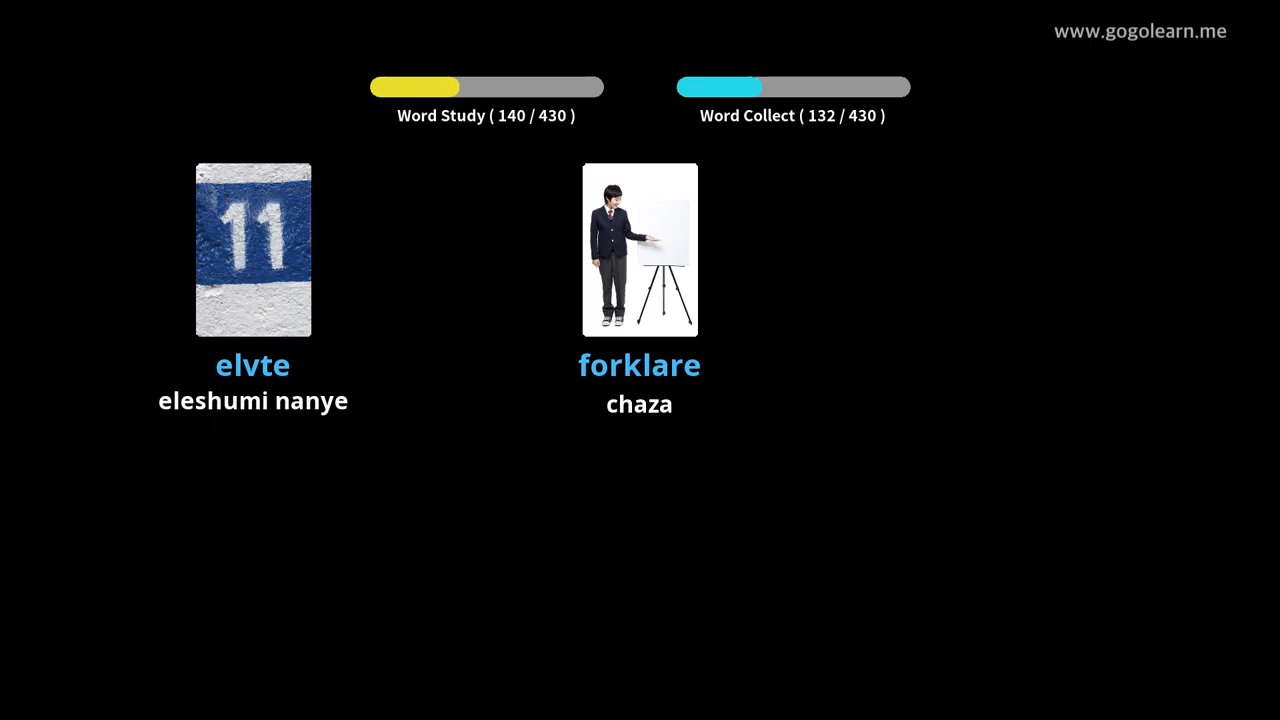 www.gogolearn.me
Word Study ( 140 / 430 )
Word Collect ( 132 / 430 )
11
elvte
eleshumi nanye
forklare
chaza